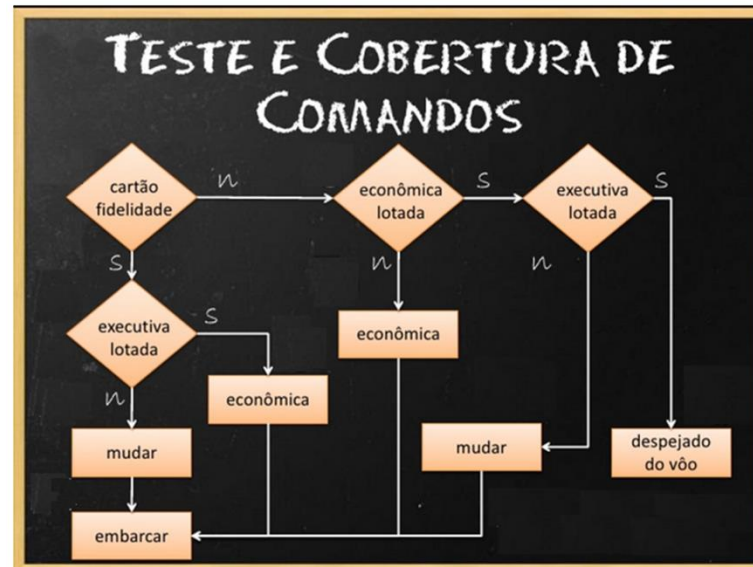 TESTE E COBERTURA DE
COMANDOS
cartão
fidelidade
n
econômica
lotada
s
executiva
lotada
s
s
n
n
executiva
lotada
s
econômica
n
econômica
mudar
mudar
despejado
do vôo
embarcar